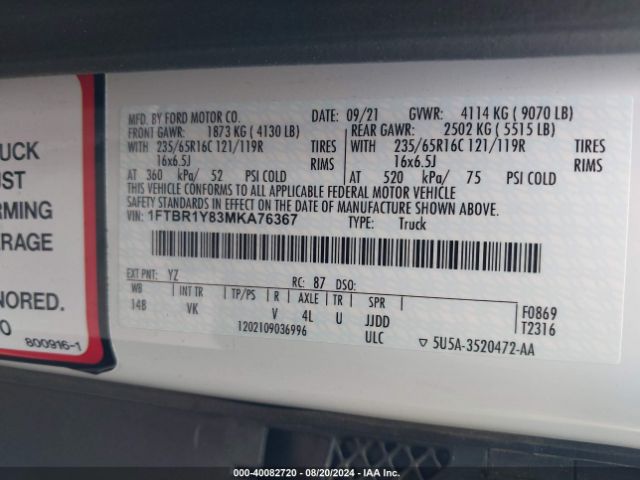 MFD. BY FORD MOTOR CO. DATE: 09/21 GVWR: 4114 KG ( 9070 LB)
FRONT GAWR: 1873 KG ( 4130 LB) REAR GAWR: 2502 KG ( 5515 LB)
WITH 235/65R16C 121/119R TIRES WITH 235/65R16C 121/119R TIRES
16x6.5J RIMS 16x6.5J RIMS
AT 360 kPa/ 52 PSI COLD AT 520 kPa/ 75 PSI COLD
THIS VEHICLE CONFORMS TO ALL APPLICABLE FEDERAL MOTOR VEHICLE
SAFETY STANDARDS IN EFFECT ON THE DATE OF MANUFACTURE SHOWN ABOVE.
VIN: 1FTBR1Y83MKA76367 TYPE: Truck
EXT PNT: YZ RC: 87 DSO:
WB INT TR TP/PS R AXLE TR SPR
14B VK V 4L U JJDD
1202109036996 ULC
F0869
T2316
▽ 5U5A-3520472-AA
RUCK
UST
RMING
ERAGE
NORED.
O
800916-1
000-40082720 - 08/20/2024 - IAA Inc.